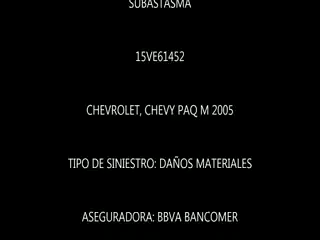 SUBASTASMA
15VE61452
CHEVROLET, CHEVY PAQ M 2005
TIPO DE SINIESTRO: DAÑOS MATERIALES
ASEGURADORA: BBVA BANCOMER